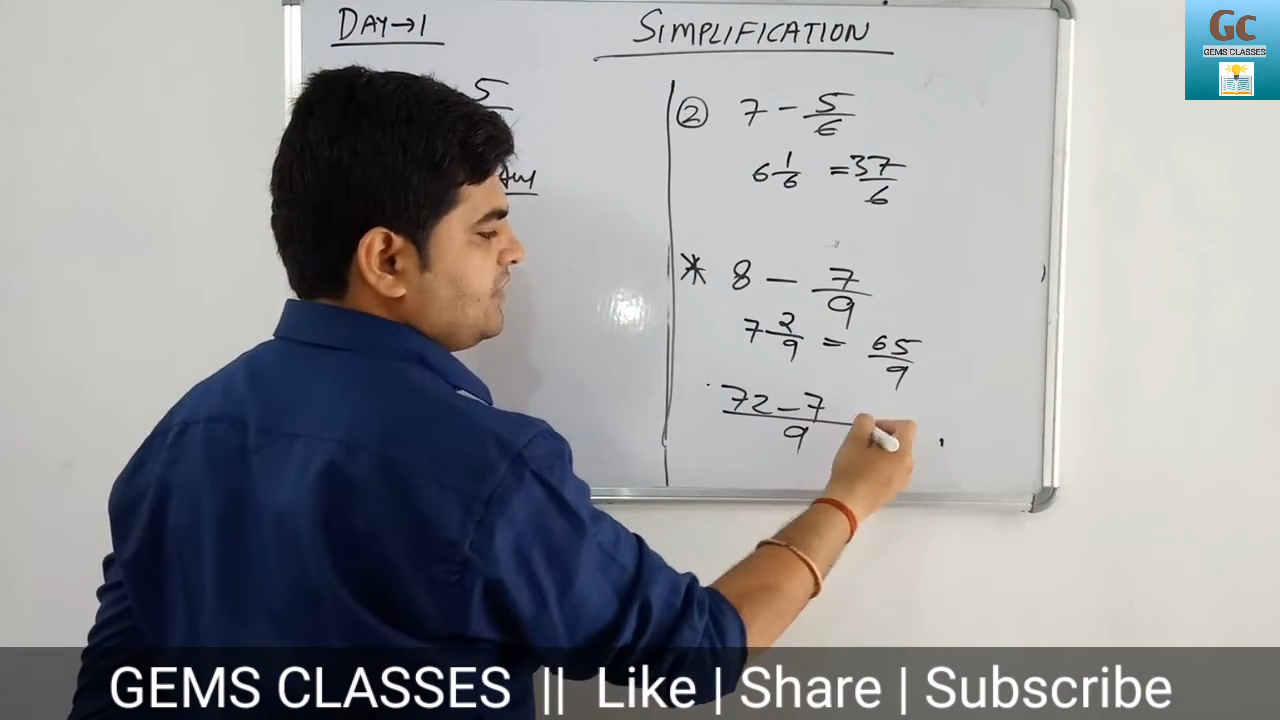 DAY→1
SIMPLIFICATION
5
② 7 - 5/6
6 1/6 = 37/6
* 8 - 7/9
7 2/9 = 65/9
72-7/9
GC
GEMS CLASSES
GEMS CLASSES || Like | Share | Subscribe